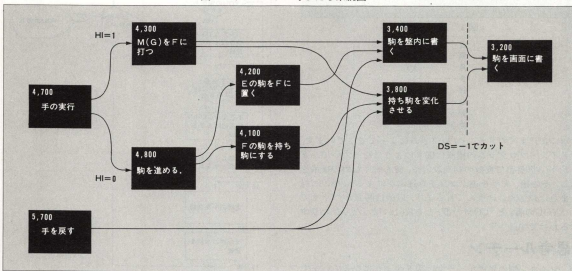 4,300
M(G)をFに
打つ
3,400
駒を盤内に書
く
3,200
駒を画面に書
く
HI=1
4,200
Eの駒をFに
置く
4,700
手の実行
3,800
持ち駒を変化
させる
4,100
Fの駒を持ち
駒にする
DS=-1でカット
4,800
駒を進める.
HI=0
5,700
手を戻す